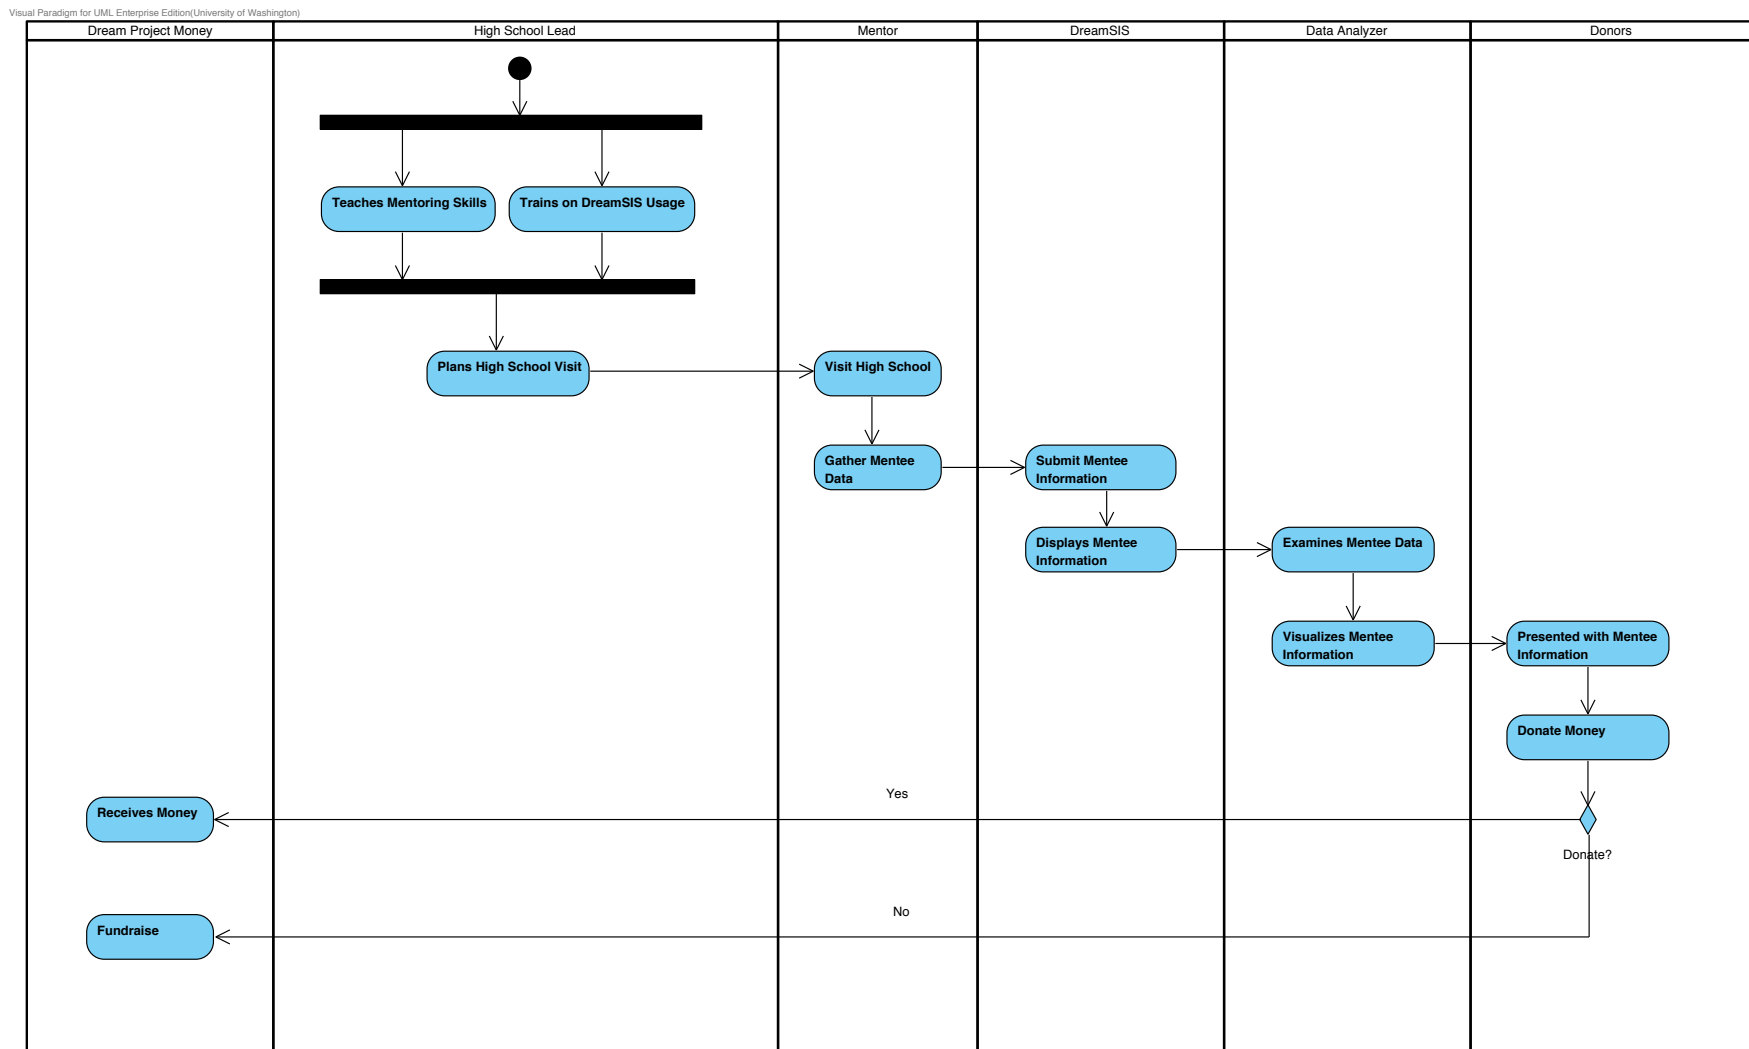 Visual Paradigm for UML Enterprise Edition(University of Washington)
Dream Project Money
High School Lead
Mentor
DreamSIS
Data Analyzer
Donors
Teaches Mentoring Skills
Trains on DreamSIS Usage
Plans High School Visit
Visit High School
Gather Mentee
Data
Submit Mentee
Information
Displays Mentee
Information
Examines Mentee Data
Visualizes Mentee
Information
Presented with Mentee
Information
Donate Money
Yes
Receives Money
Donate?
No
Fundraise